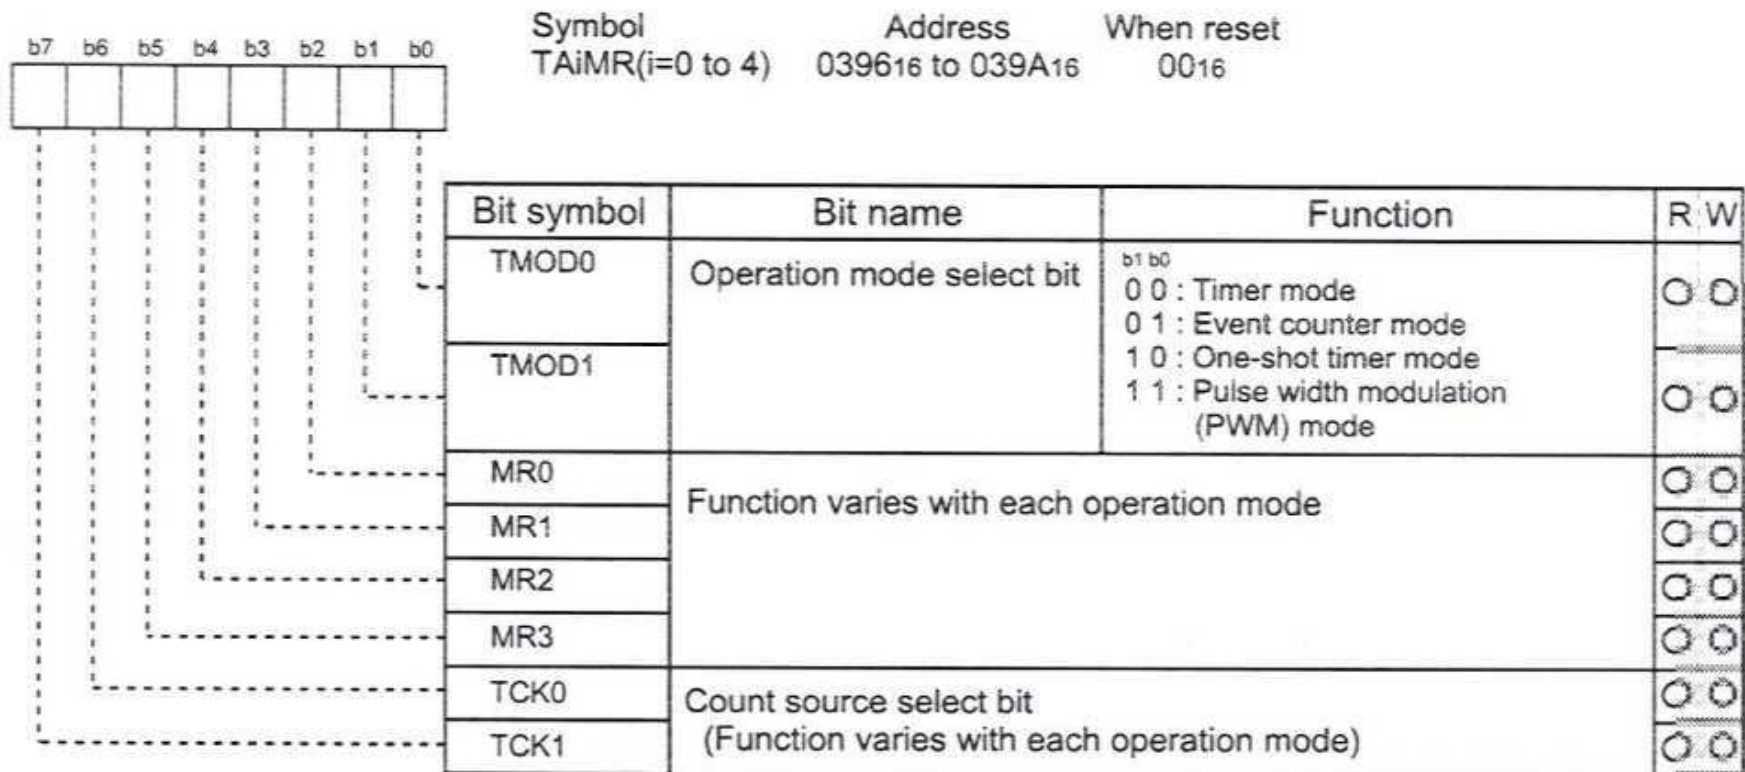 Symbol Address When reset
TAiMR(i=0 to 4) 039616 to 039A16 0016
b7 b6 b5 b4 b3 b2 b1 b0
Bit symbol Bit name Function R W
TMOD0 Operation mode select bit b1 b0
0 0 : Timer mode
0 1 : Event counter mode
TMOD1 1 0 : One-shot timer mode
1 1 : Pulse width modulation
(PWM) mode
MR0 Function varies with each operation mode
MR1
MR2
MR3
TCK0 Count source select bit
TCK1 (Function varies with each operation mode)